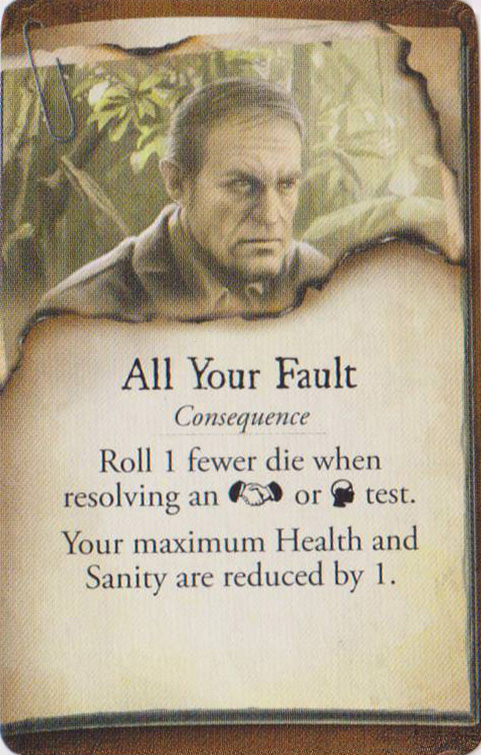 All Your Fault
Consequence
Roll 1 fewer die when
resolving an or test.
Your maximum Health and
Sanity are reduced by 1.